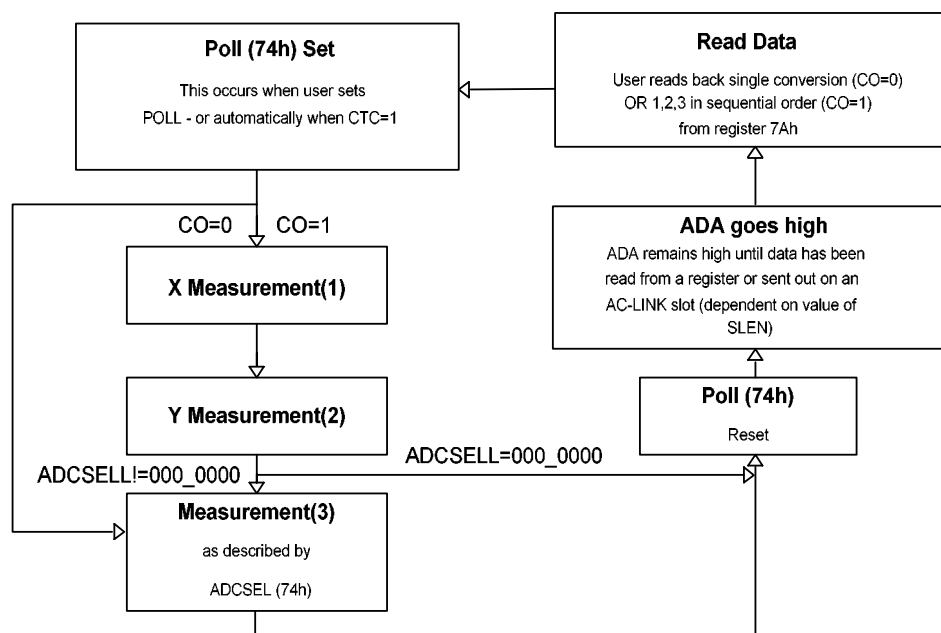 Poll (74h) Set
This occurs when user sets
POLL - or automatically when CTC=1
Read Data
User reads back single conversion (CO=0)
OR 1,2,3 in sequential order (CO=1)
from register 7Ah
CO=0
CO=1
X Measurement(1)
ADA goes high
ADA remains high until data has been
read from a register or sent out on an
AC-LINK slot (dependent on value of
SLEN)
Y Measurement(2)
Poll (74h)
Reset
ADCSELL!=000_0000
ADCSELL=000_0000
Measurement(3)
as described by
ADCSEL (74h)